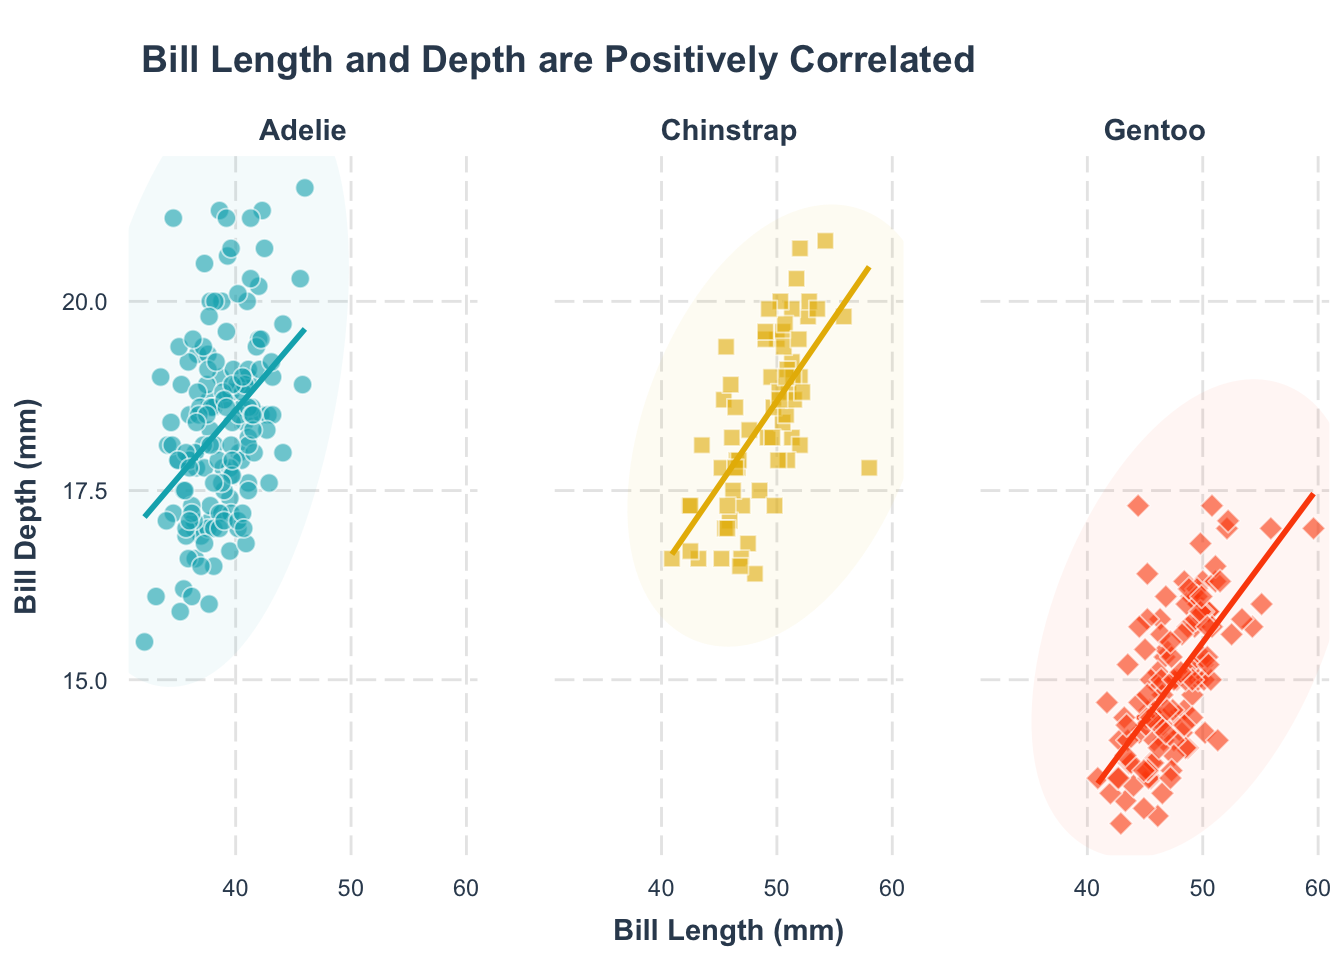 Bill Length and Depth are Positively Correlated
Adelie
Chinstrap
Gentoo
Bill Depth (mm)
20.0
17.5
15.0
40 50 60
40 50 60
40 50 60
Bill Length (mm)